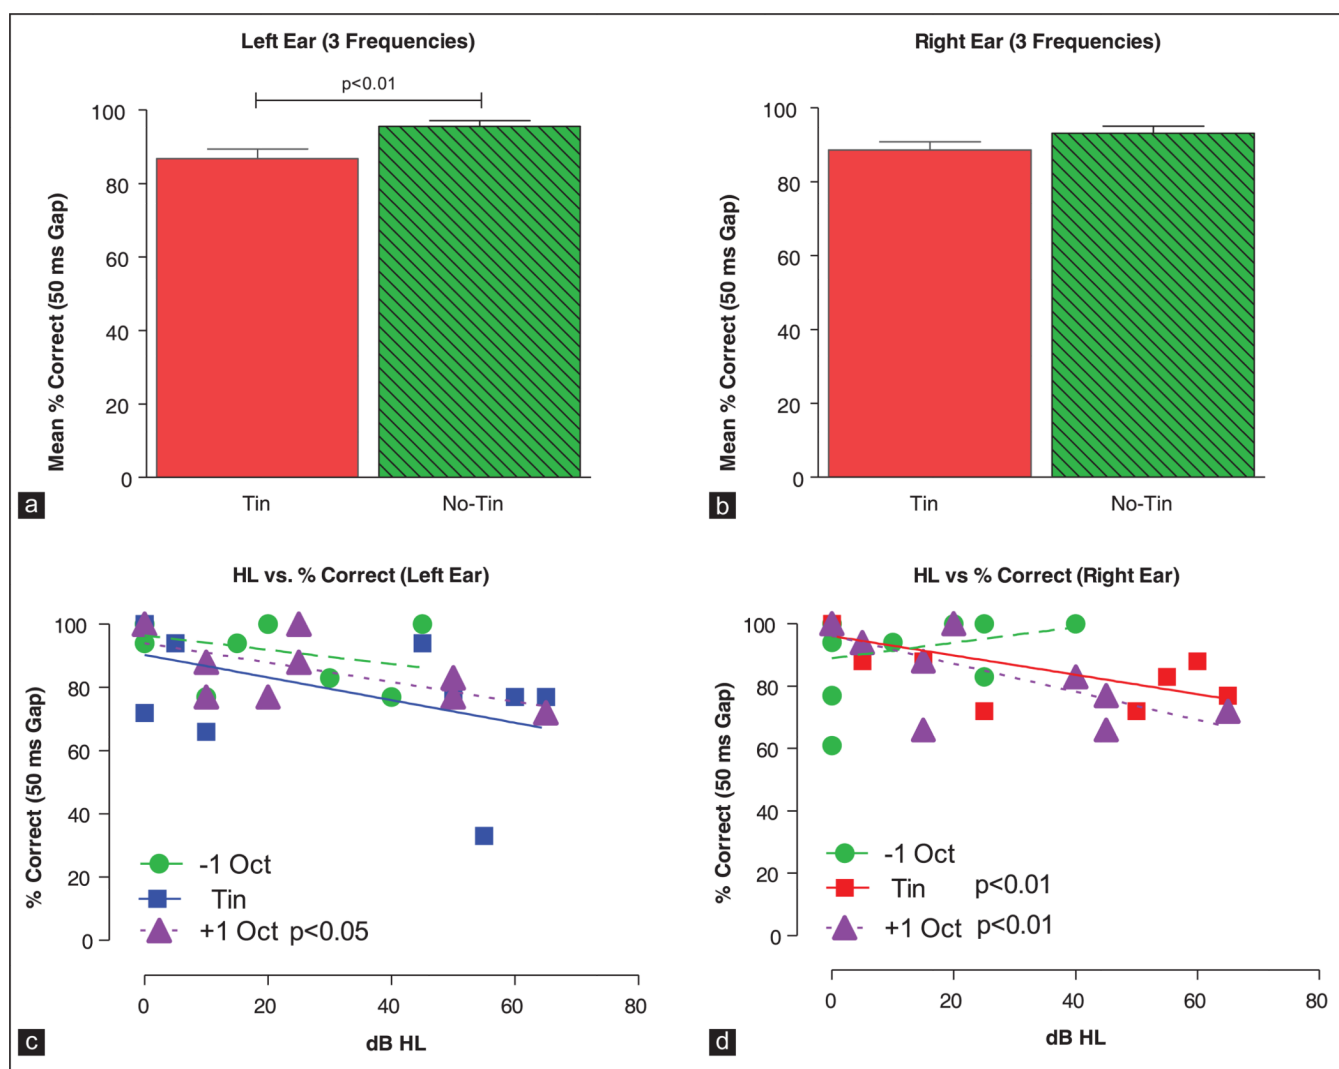 Left Ear (3 Frequencies)
p<0.01
Mean % Correct (50 ms Gap)
100
80
60
40
20
0
Tin No-Tin
a
Right Ear (3 Frequencies)
Mean % Correct (50 ms Gap)
100
80
60
40
20
0
Tin No-Tin
b
HL vs. % Correct (Left Ear)
% Correct (50 ms Gap)
100
80
60
40
20
0
-1 Oct
Tin
+1 Oct p<0.05
0 20 40 60 80
dB HL
c
HL vs % Correct (Right Ear)
% Correct (50 ms Gap)
100
80
60
40
20
0
-1 Oct
Tin p<0.01
+1 Oct p<0.01
0 20 40 60 80
dB HL
d